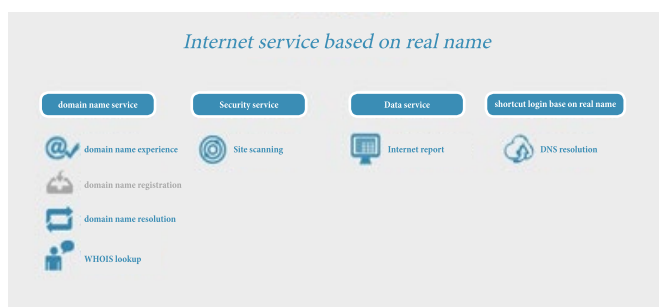 Internet service based on real name
domain name service
Security service
Data service
shortcut login base on real name
domain name experience
Site scanning
Internet report
DNS resolution
domain name registration
domain name resolution
WHOIS lookup